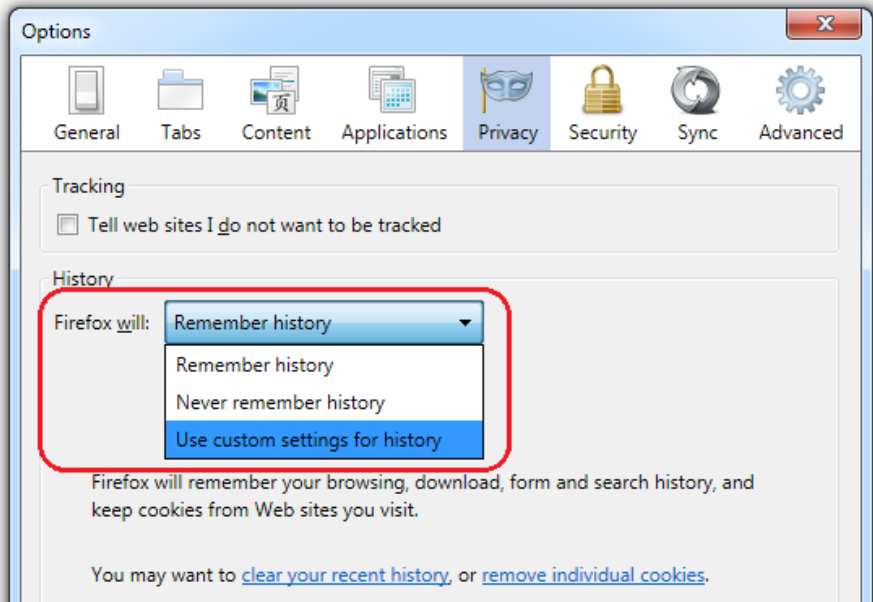 Options
General Tabs Content Applications Privacy Security Sync Advanced
页
Tracking
Tell web sites I do not want to be tracked
History
Firefox will: Remember history
Remember history
Never remember history
Use custom settings for history
Firefox will remember your browsing, download, form and search history, and
keep cookies from Web sites you visit.
You may want to clear your recent history, or remove individual cookies.